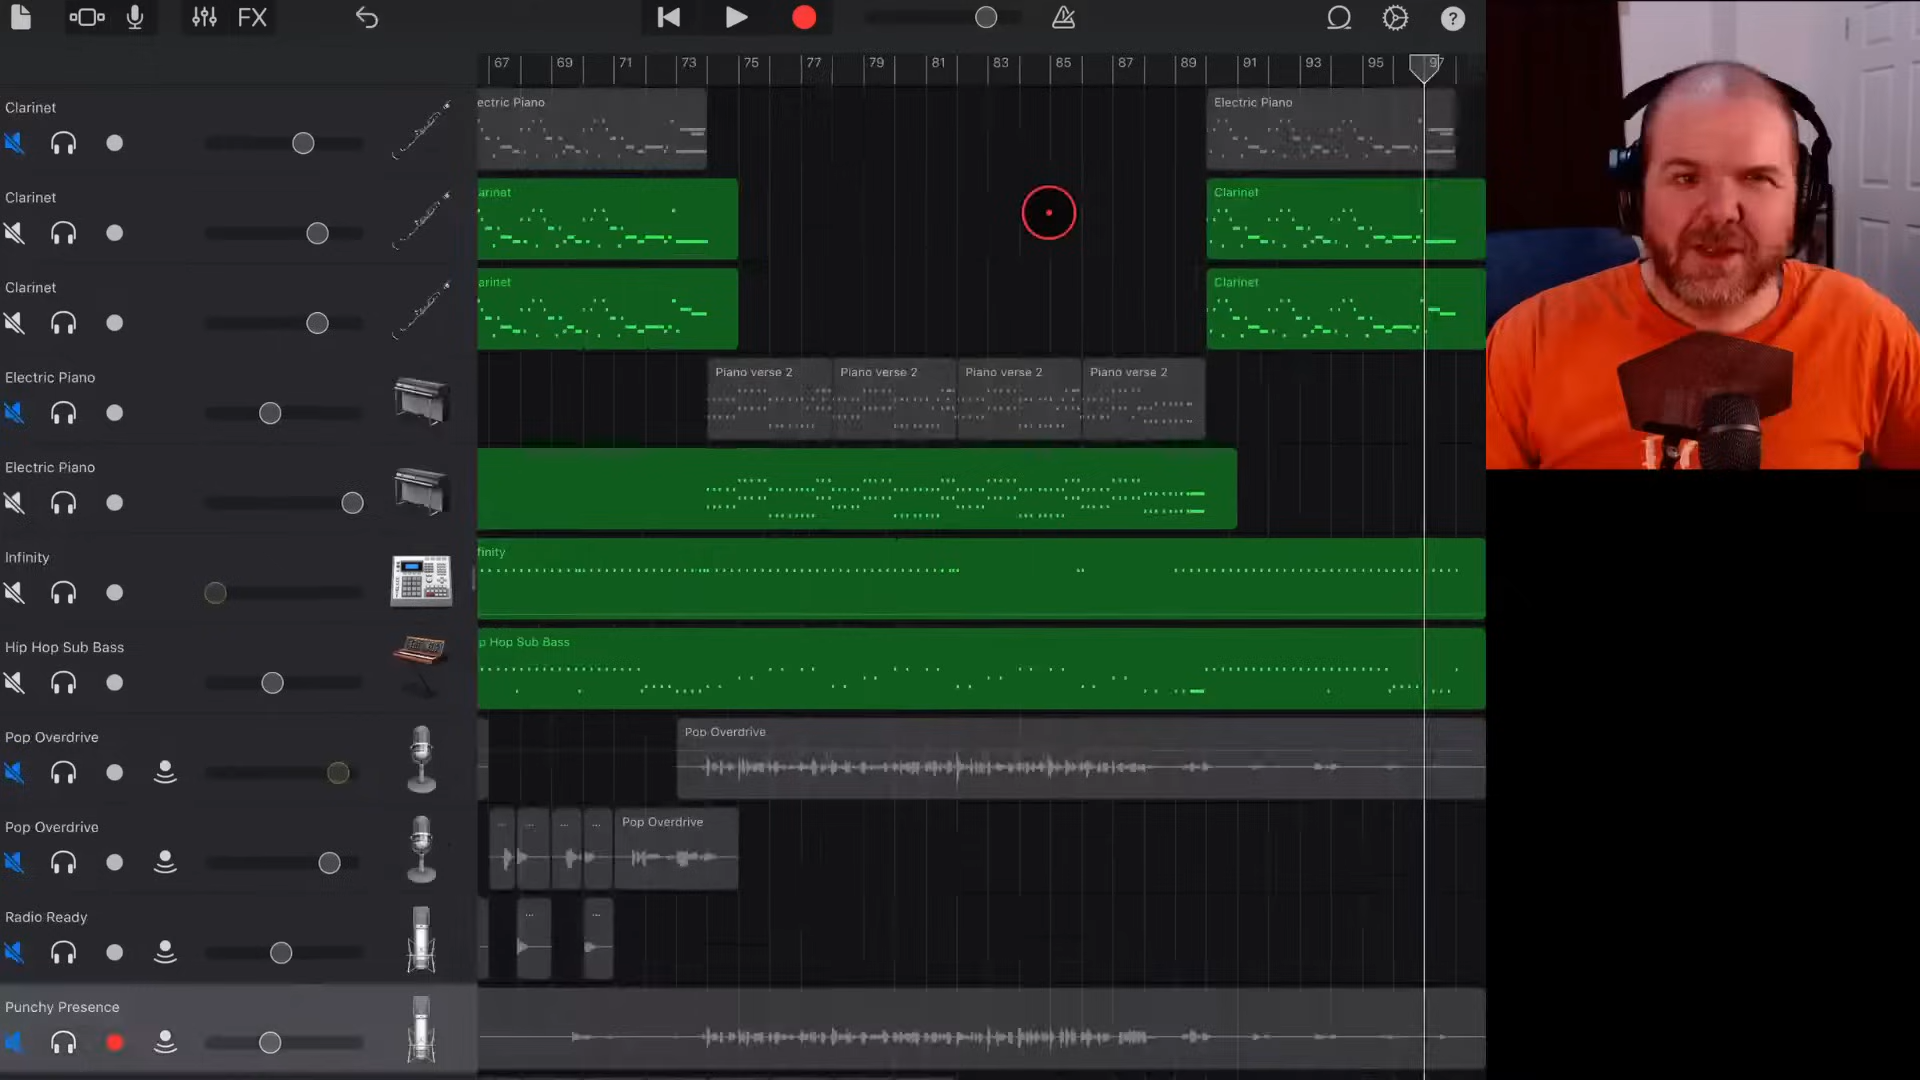 FX
?
67 69 71 73 75 77 79 81 83 85 87 89 91 93 95 97
Clarinet
ectric Piano
Electric Piano
Clarinet
arinet
Clarinet
Clarinet
arinet
Clarinet
Electric Piano
Piano verse 2
Piano verse 2
Piano verse 2
Piano verse 2
Electric Piano
Infinity
finity
Hip Hop Sub Bass
p Hop Sub Bass
Pop Overdrive
Pop Overdrive
Pop Overdrive
... ... ... ...
Pop Overdrive
Radio Ready
... ...
Punchy Presence